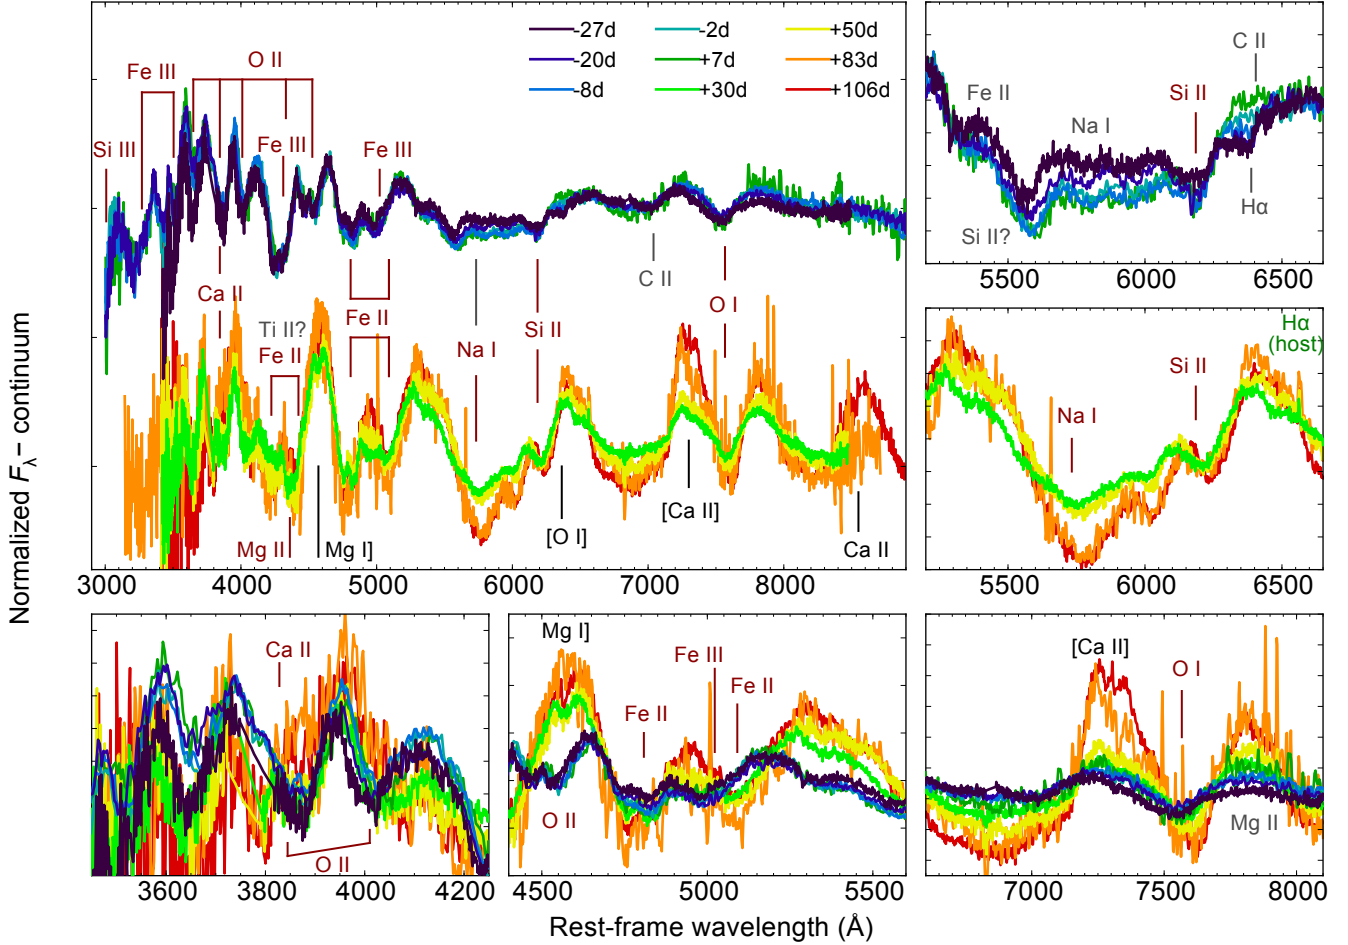 -27d
-20d
-8d
-2d
+7d
+30d
+50d
+83d
+106d
Fe III
O II
Si III
Fe III
Fe III
Ca II
Ti II?
Fe II
Fe II
Na I
Si II
C II
O I
Mg II
Mg I]
[O I]
[Ca II]
Ca II
3000 4000 5000 6000 7000 8000
C II
Fe II
Si II
Na I
Hα
Si II?
5500 6000 6500
Hα
(host)
Si II
Na I
5500 6000 6500
Normalized Fλ − continuum
Ca II
O II
3600 3800 4000 4200
Mg I]
Fe III
Fe II
Fe II
O II
4500 5000 5500
[Ca II]
O I
Mg II
7000 7500 8000
Rest-frame wavelength (Å)